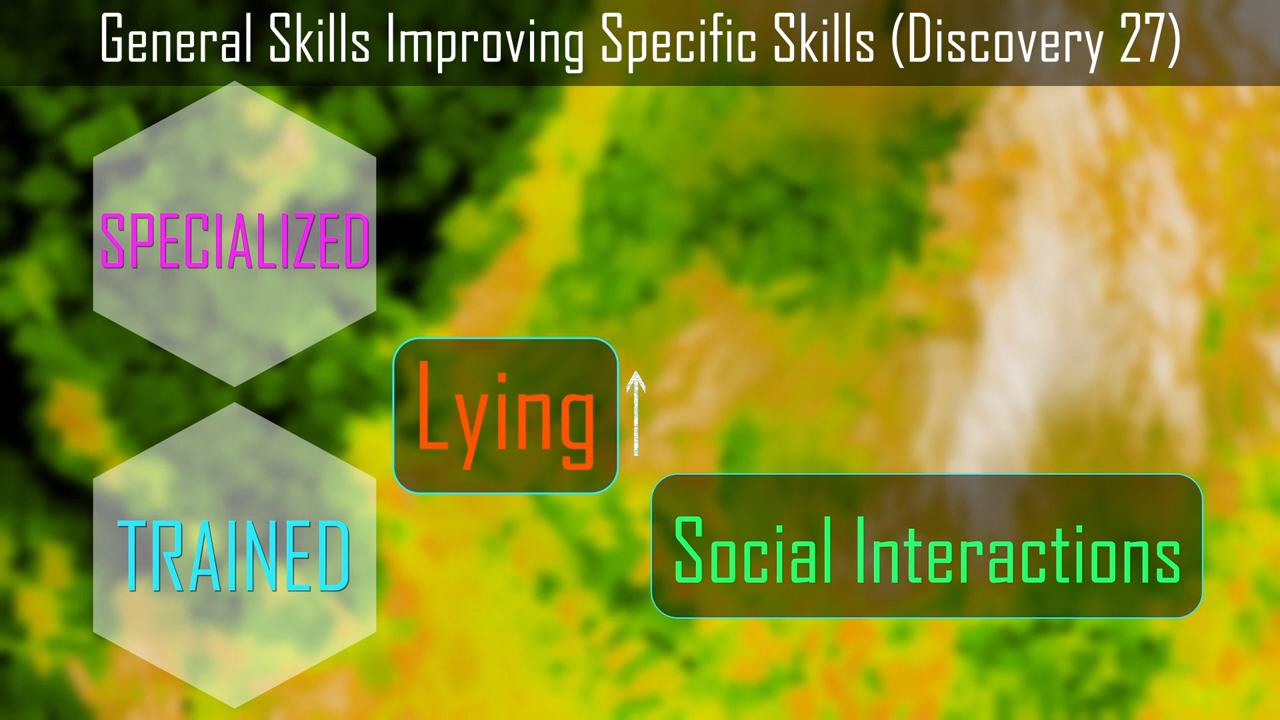 General Skills Improving Specific Skills (Discovery 27)
SPECIALIZED
Lying
Social Interactions
TRAINED